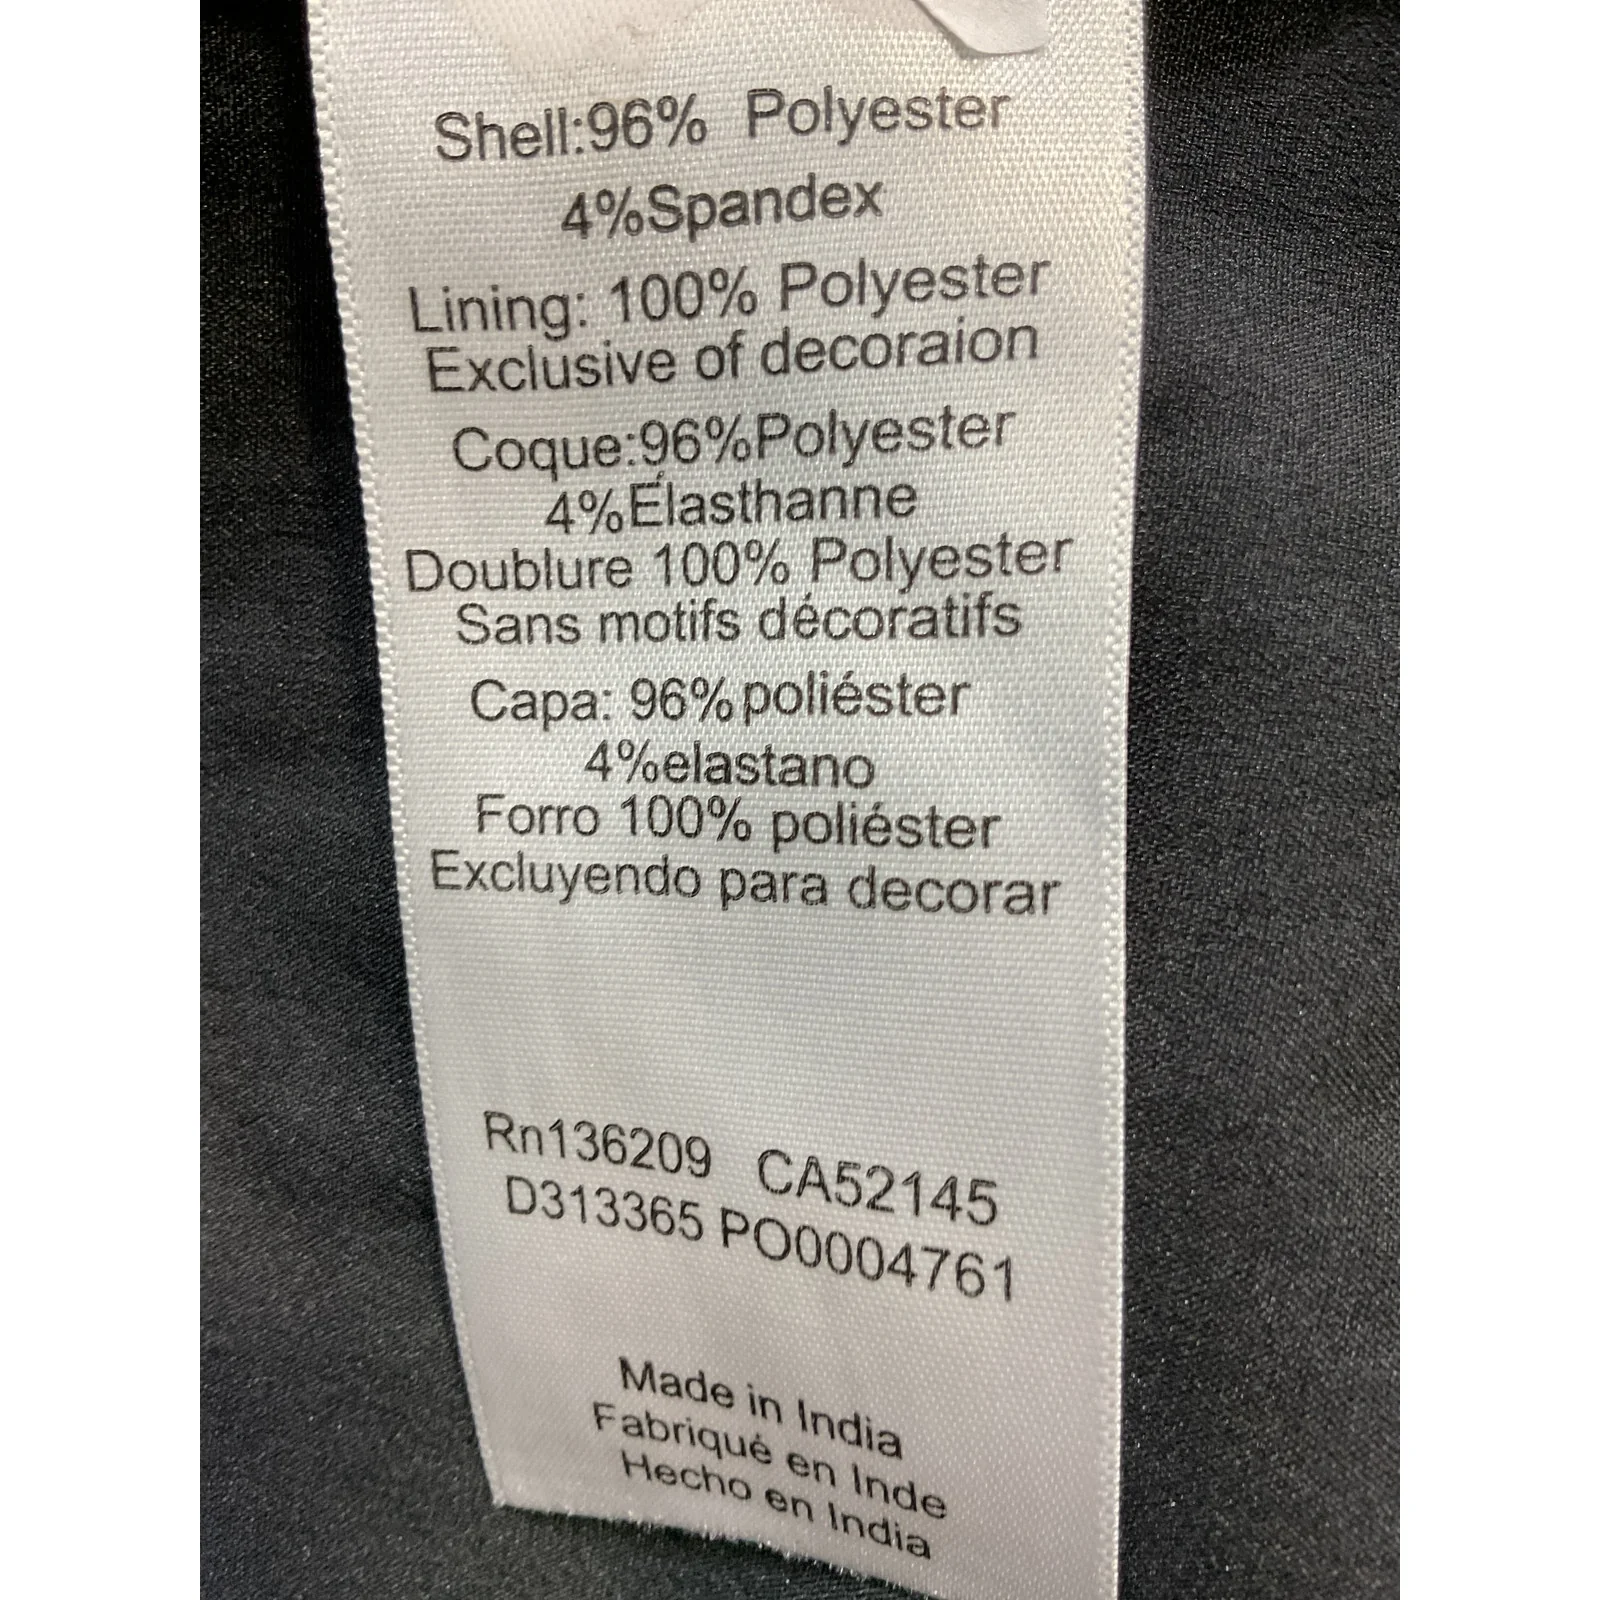 Shell:96% Polyester
4%Spandex
Lining: 100% Polyester
Exclusive of decoraion
Coque:96%Polyester
4%Élasthanne
Doublure 100% Polyester
Sans motifs décoratifs
Capa: 96%poliéster
4%elastano
Forro 100% poliéster
Excluyendo para decorar
Rn136209 CA52145
D313365 PO0004761
Made in India
Fabriqué en Inde
Hecho en India